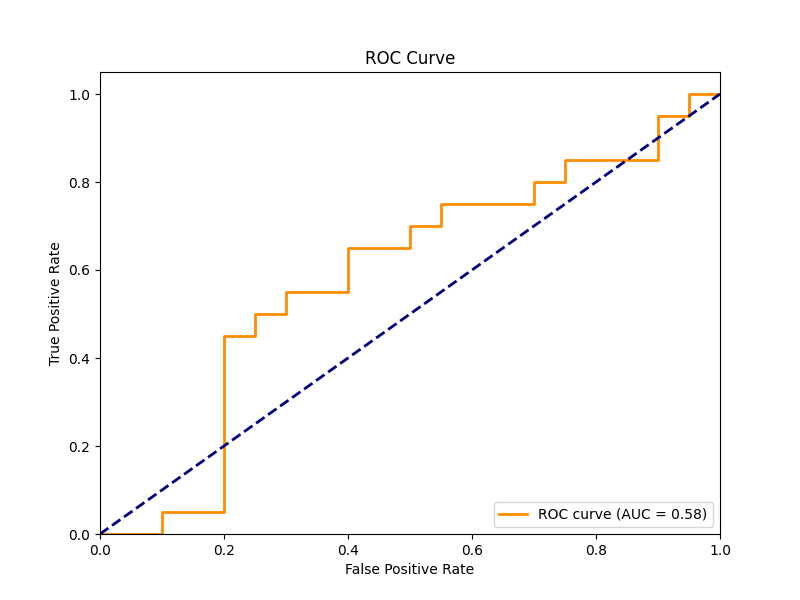 ROC Curve
True Positive Rate
1.0
0.8
0.6
0.4
0.2
0.0
ROC curve (AUC = 0.58)
0.0 0.2 0.4 0.6 0.8 1.0
False Positive Rate